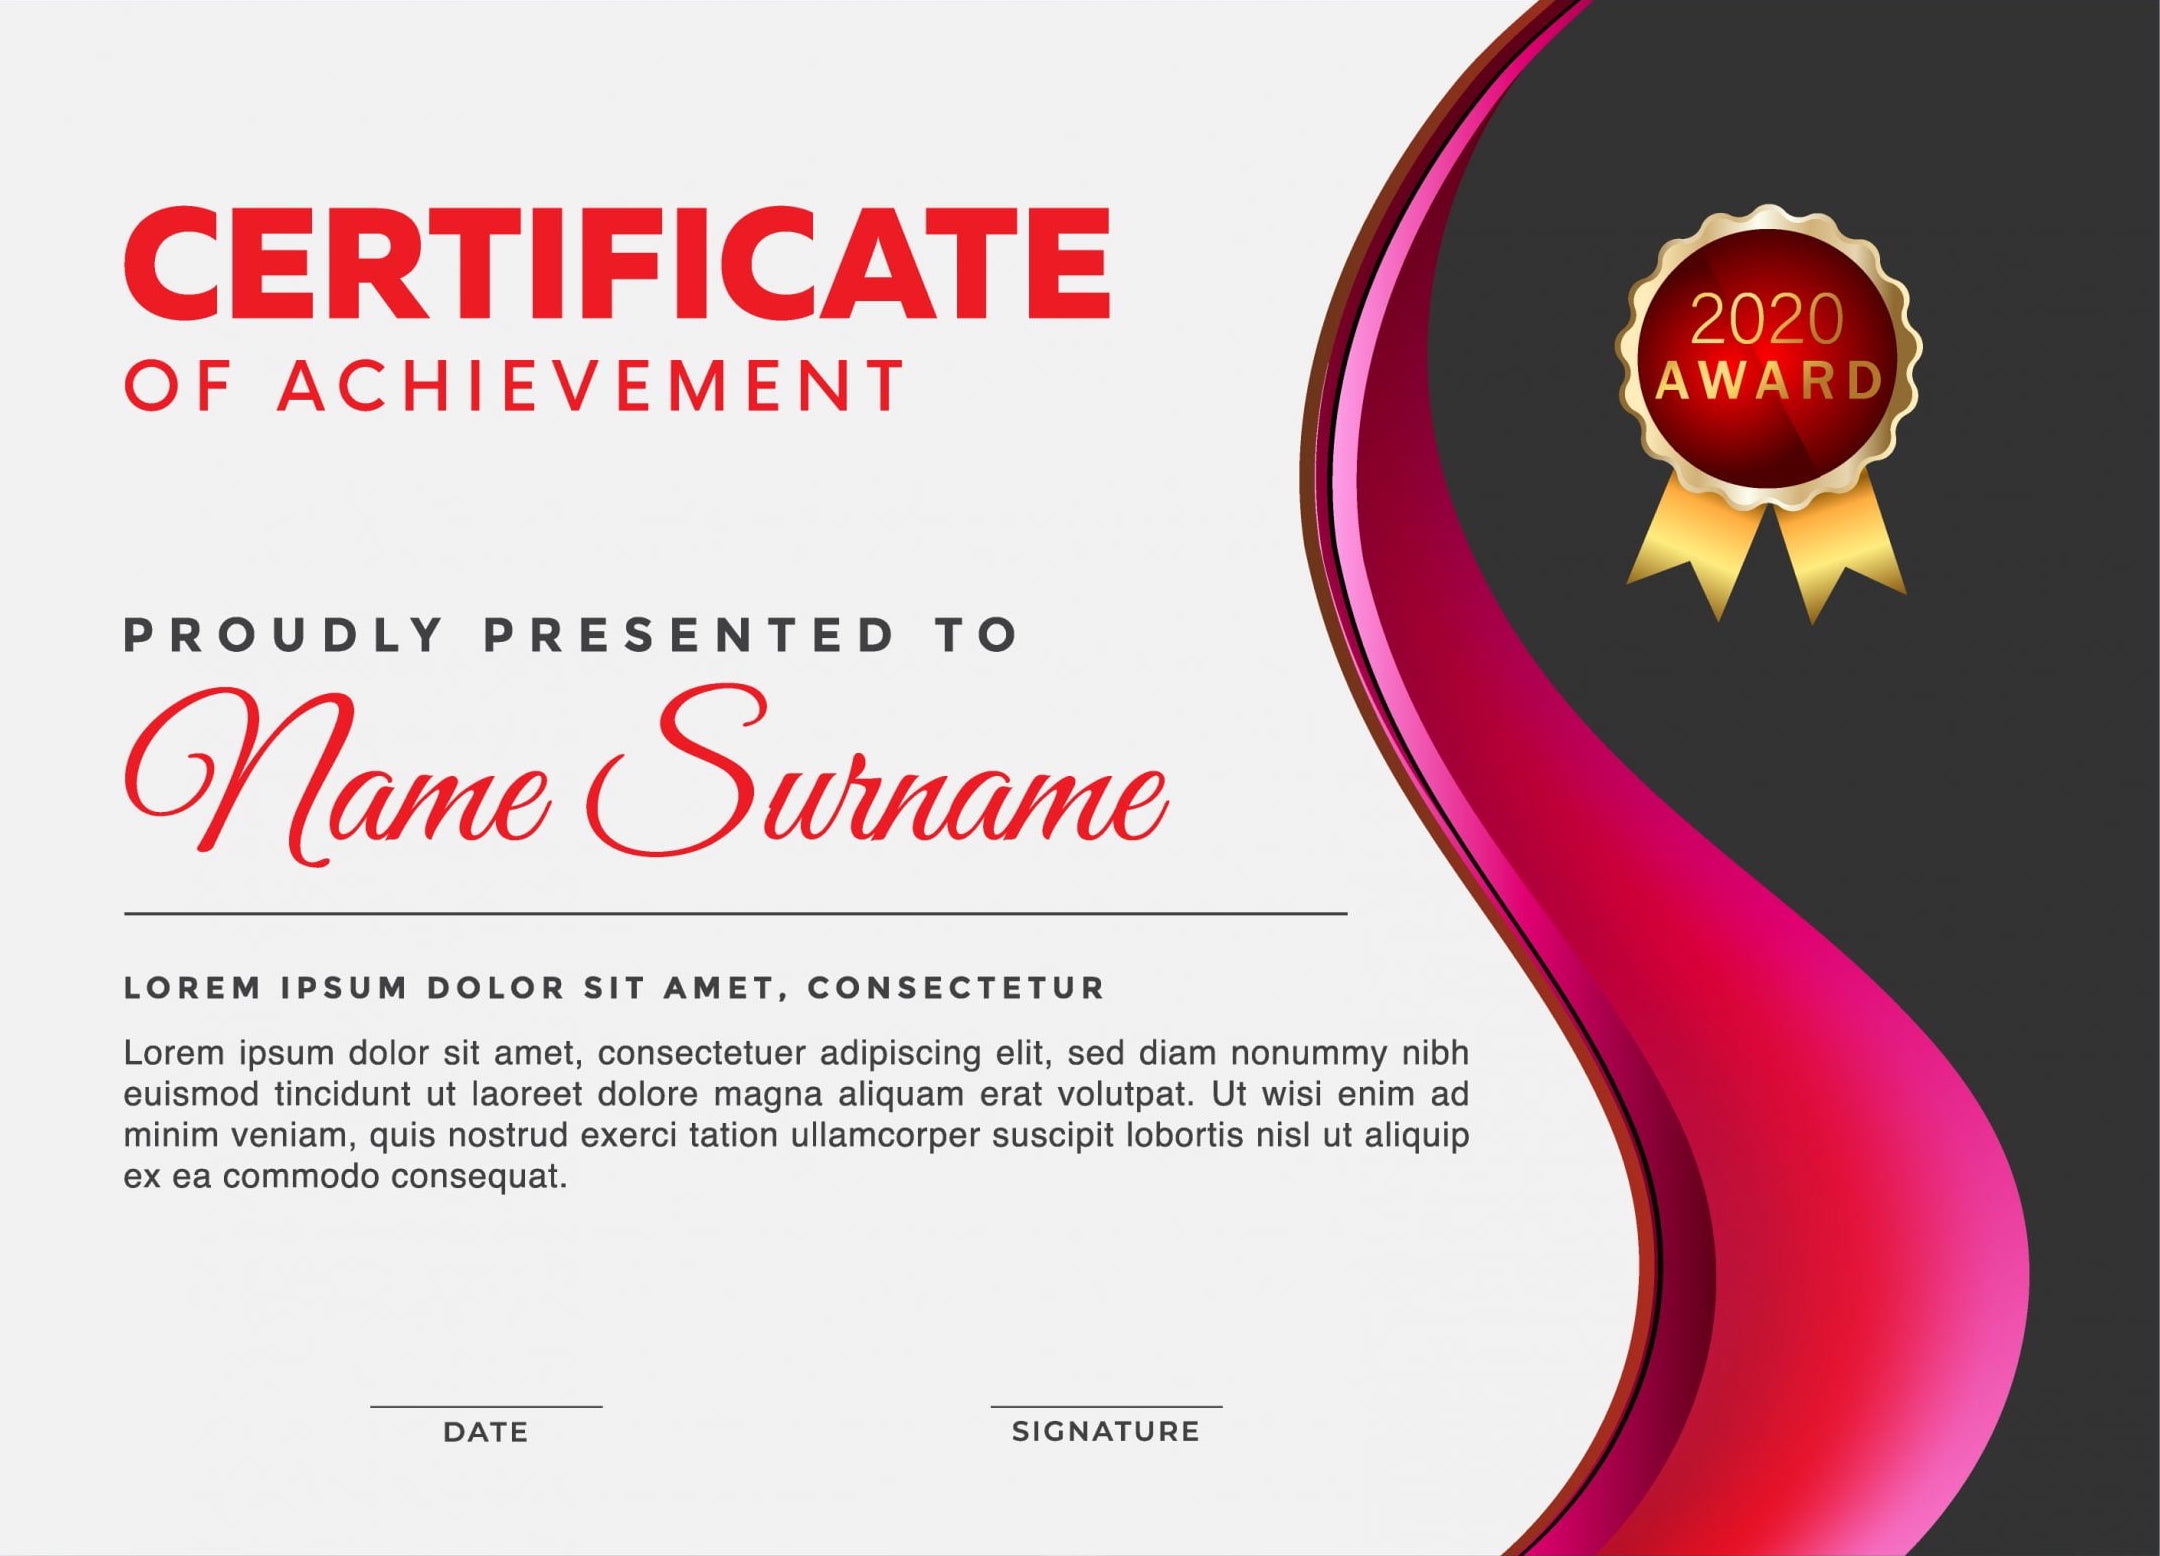 CERTIFICATE
OF ACHIEVEMENT
2020
AWARD
PROUDLY PRESENTED TO
Name Surname
LOREM IPSUM DOLOR SIT AMET, CONSECTETUR
Lorem ipsum dolor sit amet, consectetuer adipiscing elit, sed diam nonummy nibh
euismod tincidunt ut laoreet dolore magna aliquam erat volutpat. Ut wisi enim ad
minim veniam, quis nostrud exerci tation ullamcorper suscipit lobortis nisl ut aliquip
ex ea commodo consequat.
DATE
SIGNATURE